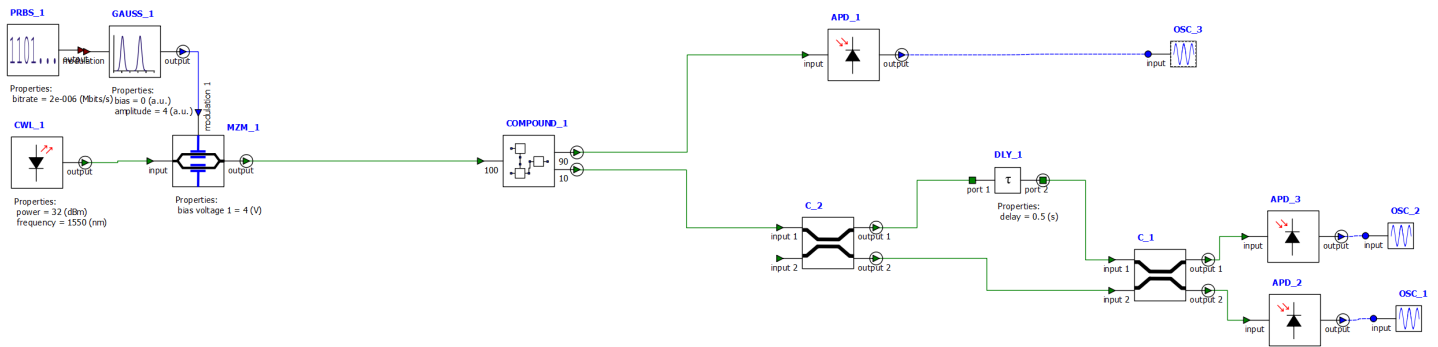 PRBS_1
GAUSS_1
1101...
output
modulation
output
Properties:
bitrate = 2e-006 (Mbits/s)
Properties:
bias = 0 (a.u.)
amplitude = 4 (a.u.)
modulation 1
CWL_1
output
Properties:
power = 32 (dBm)
frequency = 1550 (nm)
MZM_1
input
output
Properties:
bias voltage 1 = 4 (V)
COMPOUND_1
100
90
10
APD_1
input
output
OSC_3
input
C_2
input 1
input 2
output 1
output 2
DLY_1
port 1
τ
port 2
Properties:
delay = 0.5 (s)
C_1
input 1
input 2
output 1
output 2
APD_3
input
output
OSC_2
input
APD_2
input
output
OSC_1
input